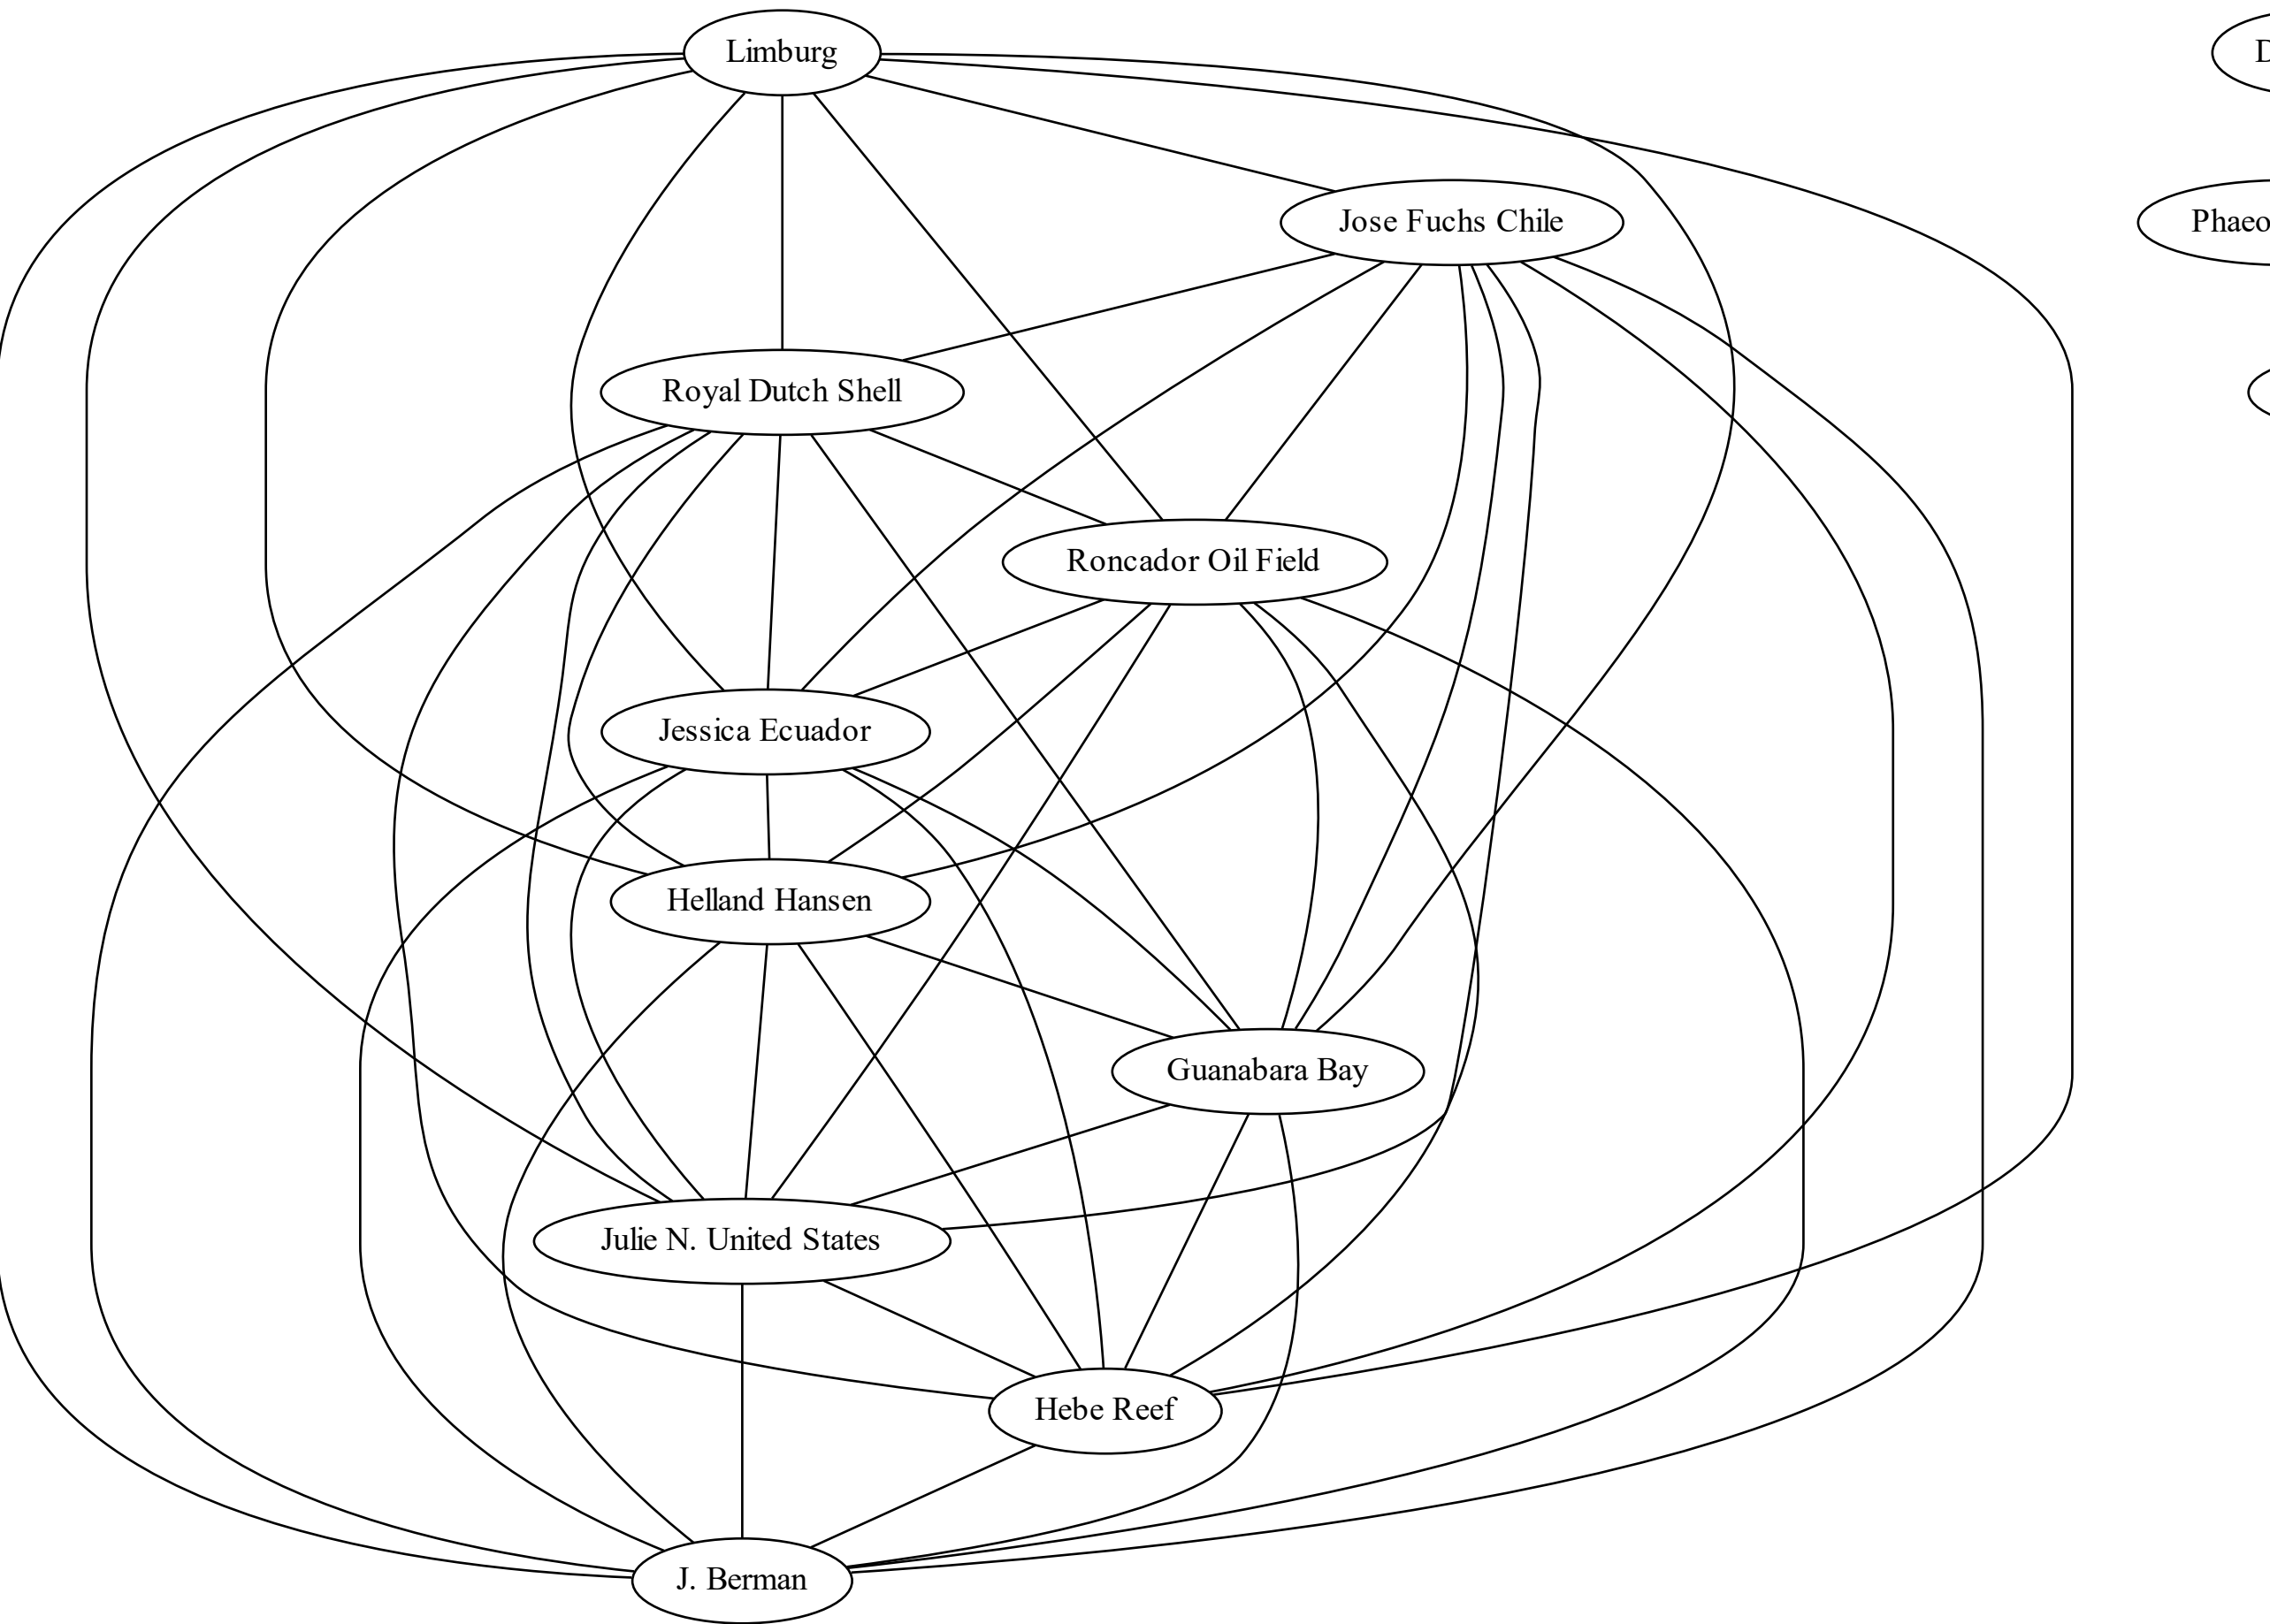 Limburg
Jose Fuchs Chile
Phaeo
Royal Dutch Shell
Roncador Oil Field
Jessica Ecuador
Helland Hansen
Guanabara Bay
Julie N. United States
Hebe Reef
J. Berman